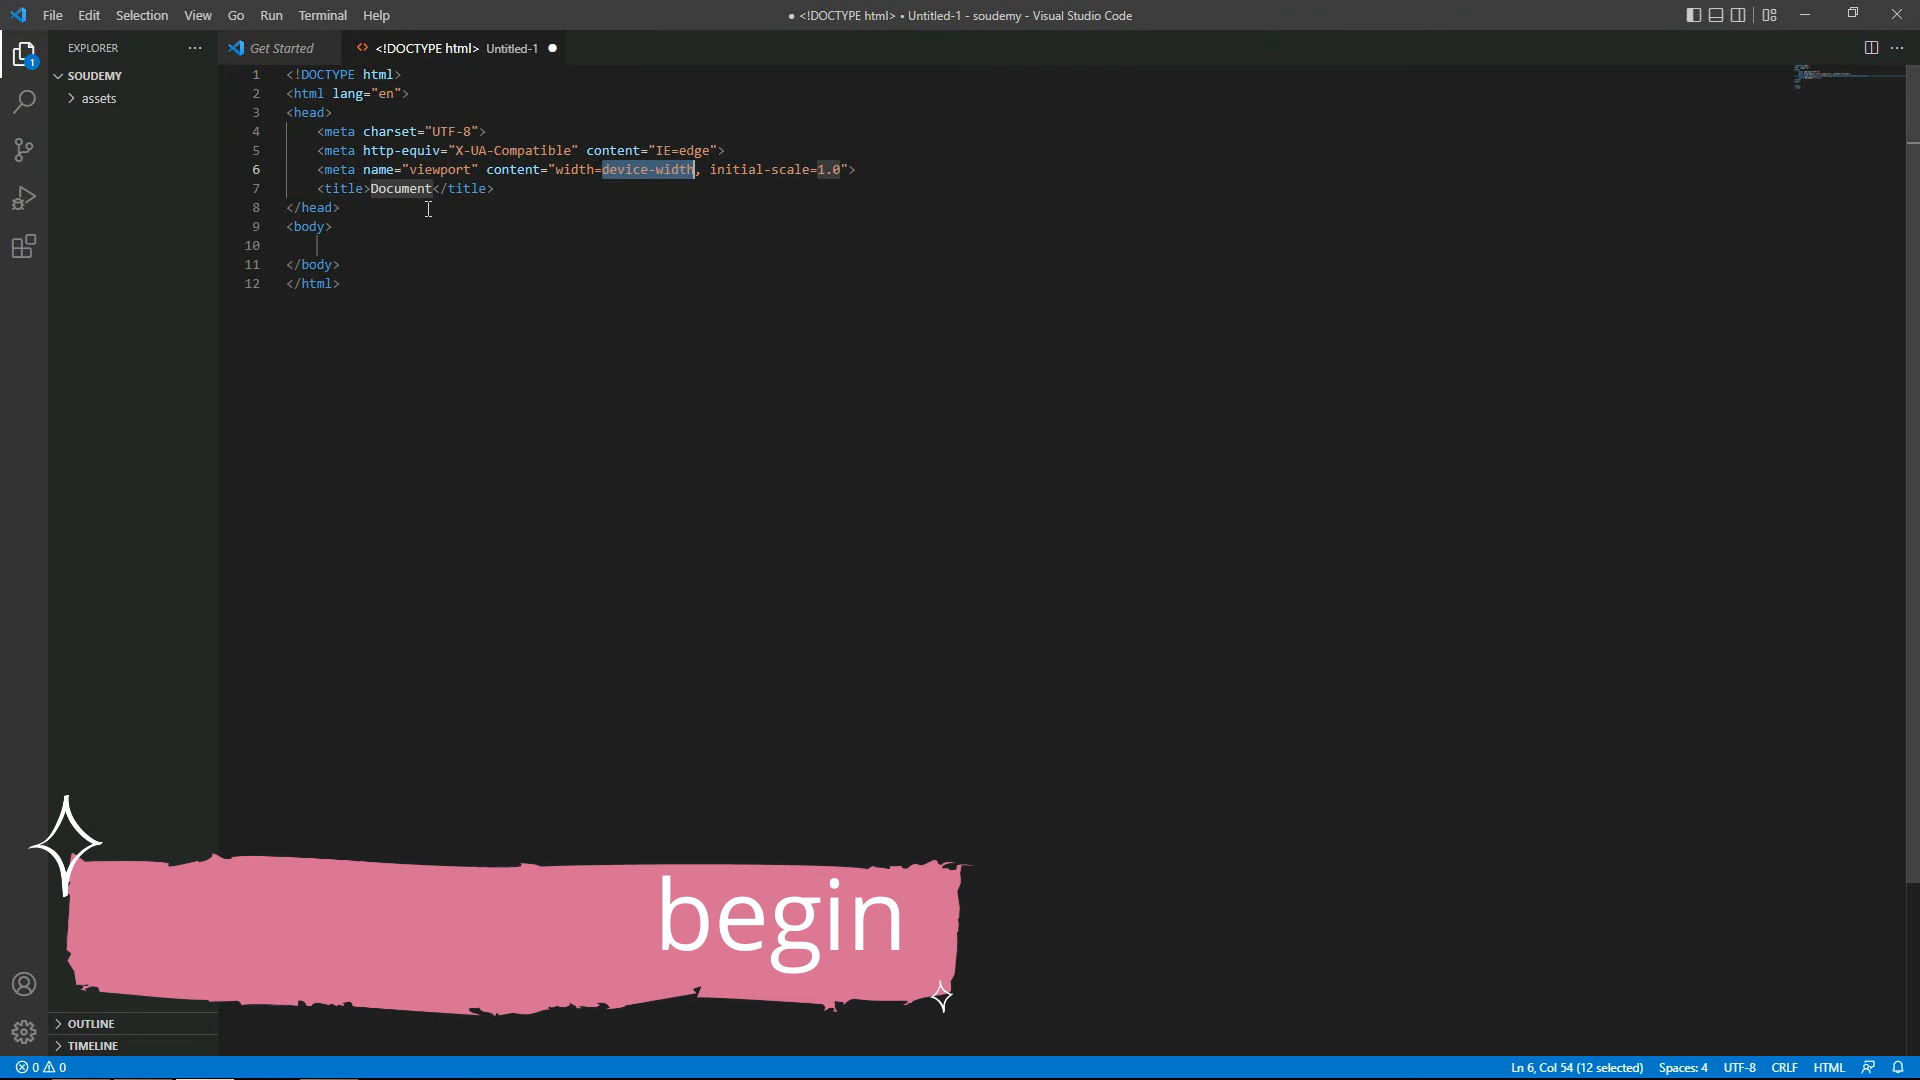 File Edit Selection View Go Run Terminal Help
● <!DOCTYPE html> • Untitled-1 - soudemy - Visual Studio Code
EXPLORER
Get Started
<!DOCTYPE html> Untitled-1
SOUDEMY
assets
1 <!DOCTYPE html>
2 <html lang="en">
3 <head>
4 <meta charset="UTF-8">
5 <meta http-equiv="X-UA-Compatible" content="IE=edge">
6 <meta name="viewport" content="width=device-width, initial-scale=1.0">
7 <title>Document</title>
8 </head>
9 <body>
10
11 </body>
12 </html>
1
begin
OUTLINE
TIMELINE
0 0
Ln 6, Col 54 (12 selected) Spaces: 4 UTF-8 CRLF HTML